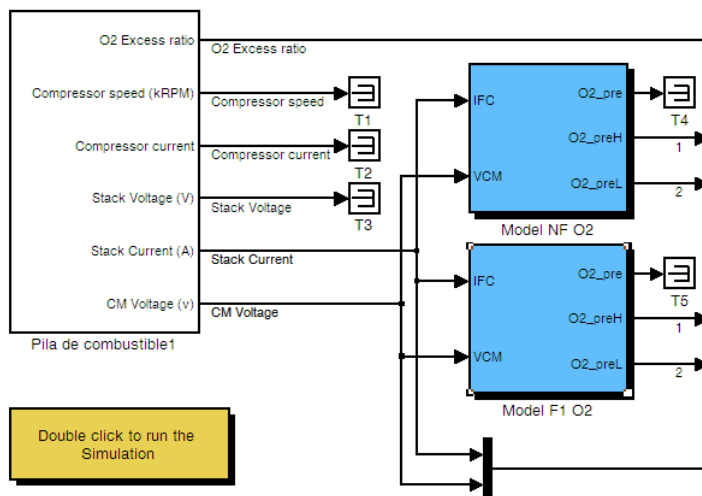 O2 Excess ratio
O2 Excess ratio
Compressor speed (kRPM)
Compressor speed
T1
Compressor current
Compressor current
T2
Stack Voltage (V)
Stack Voltage
T3
Stack Current (A)
Stack Current
CM Voltage (v)
CM Voltage
Pila de combustible1
IFC
VCM
O2_pre
O2_preH
O2_preL
T4
1
2
Model NF O2
IFC
VCM
O2_pre
O2_preH
O2_preL
T5
1
2
Model F1 O2
Double click to run the
Simulation